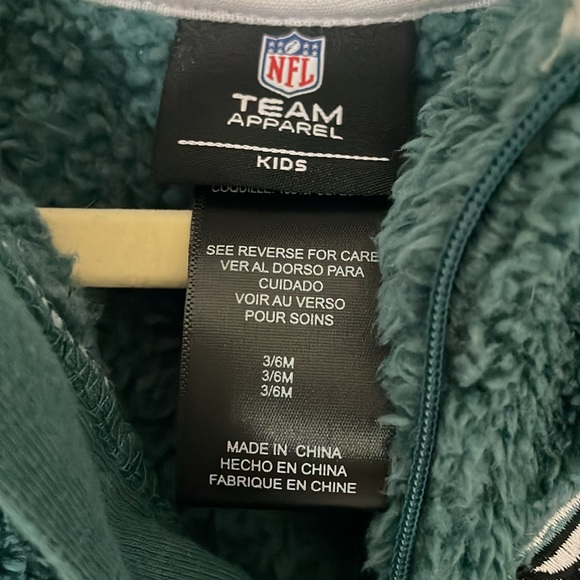 NFL
TEAM
APPAREL
KIDS
SEE REVERSE FOR CARE
VER AL DORSO PARA
CUIDADO
VOIR AU VERSO
POUR SOINS
3/6M
3/6M
3/6M
MADE IN CHINA
HECHO EN CHINA
FABRIQUE EN CHINE